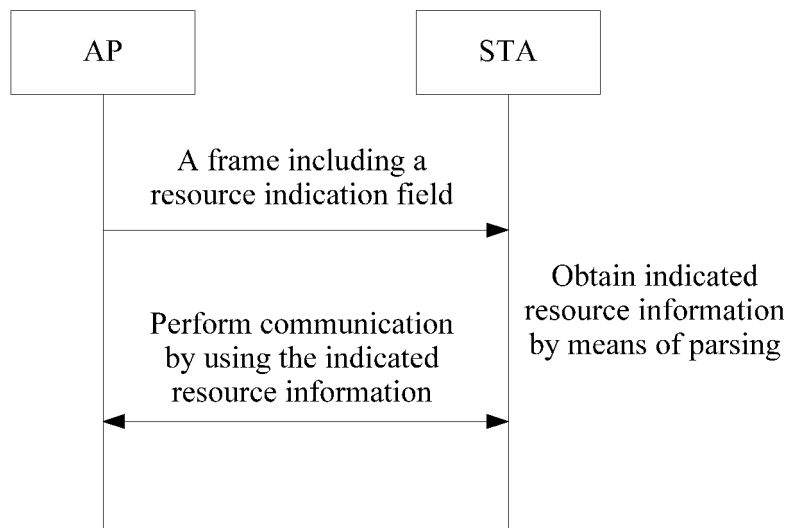 AP
STA
A frame including a
resource indication field
Obtain indicated
resource information
by means of parsing
Perform communication
by using the indicated
resource information